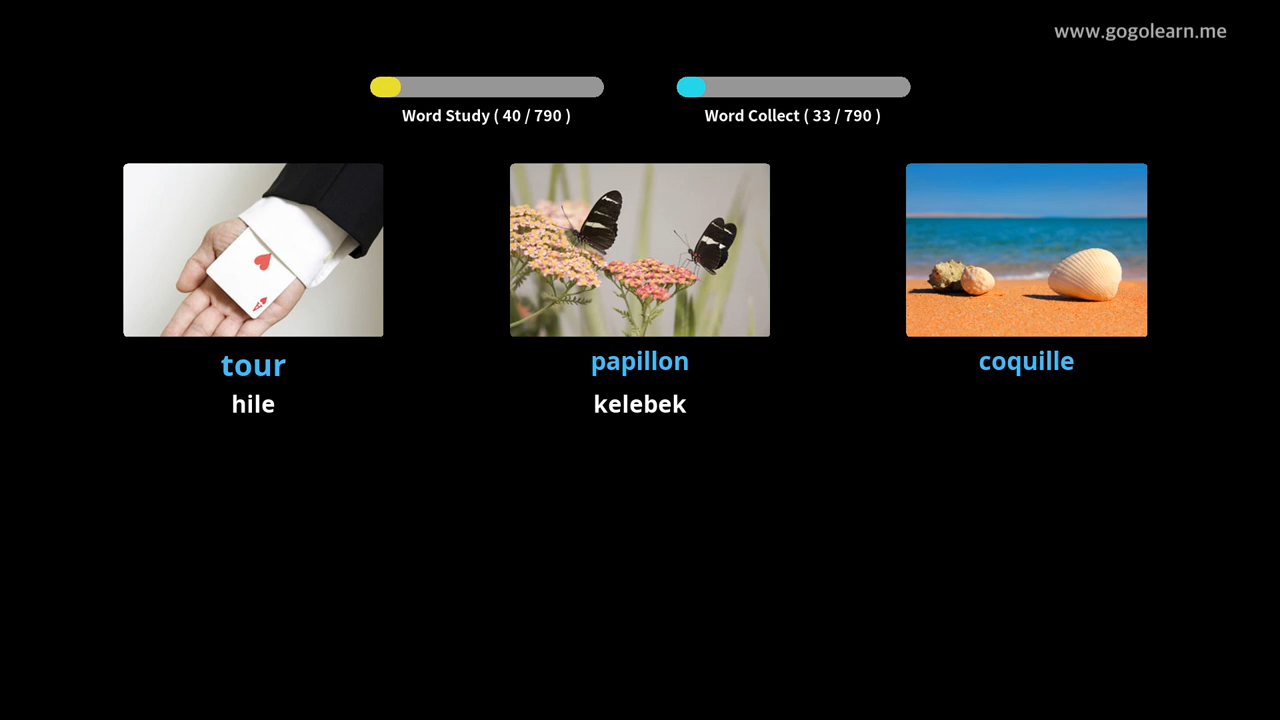 www.gogolearn.me
Word Study ( 40 / 790 )
Word Collect ( 33 / 790 )
A
tour
papillon
coquille
hile
kelebek